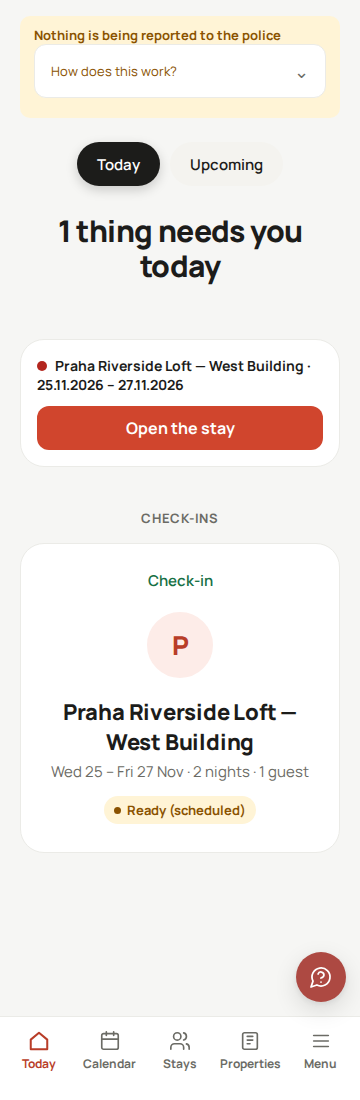 Nothing is being reported to the police
How does this work?
Today
Upcoming
1 thing needs you
today
Praha Riverside Loft — West Building ·
25.11.2026 – 27.11.2026
Open the stay
CHECK-INS
Check-in
P
Praha Riverside Loft —
West Building
Wed 25 – Fri 27 Nov · 2 nights · 1 guest
Ready (scheduled)
Today
Calendar
Stays
Properties
Menu